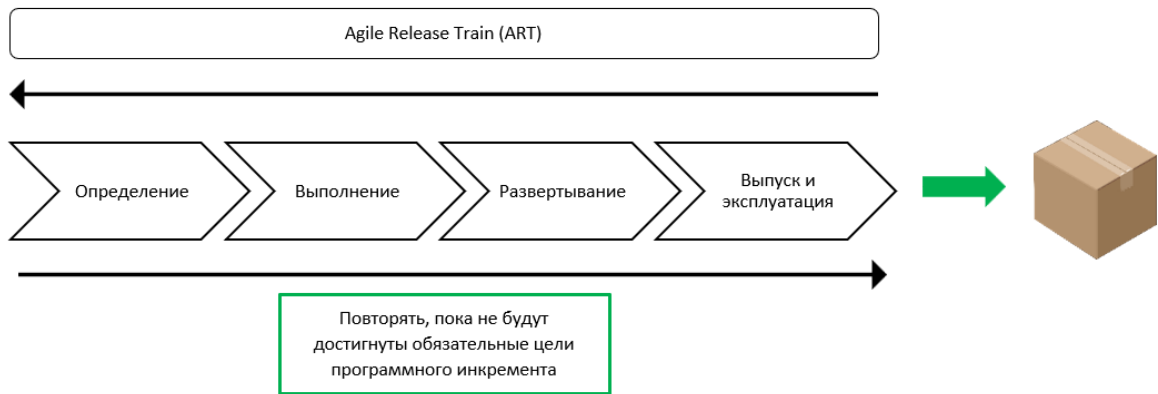 Agile Release Train (ART)
Определение
Выполнение
Развертывание
Выпуск и
эксплуатация
Повторять, пока не будут
достигнуты обязательные цели
программного инкремента